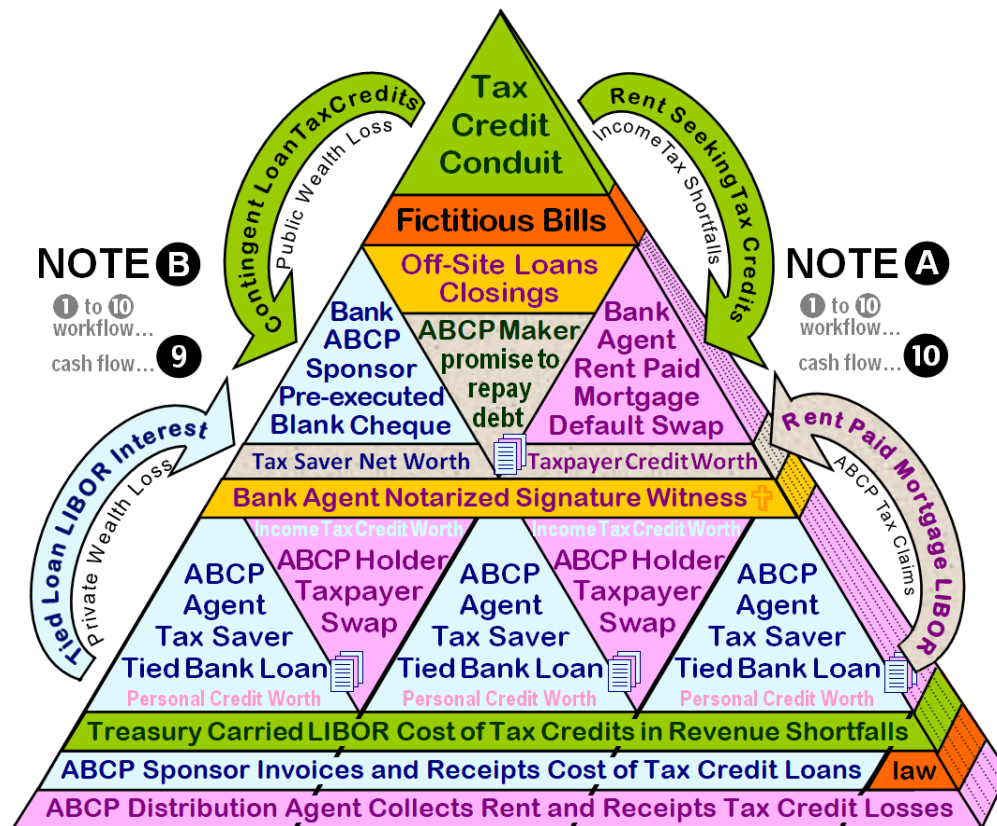 Tax
Credit
Conduit
Contingent LoanTaxCredits
Public Wealth Loss
Rent SeekingTax Credits
IncomeTax Shortfalls
Fictitious Bills
NOTE B
1 to 10
workflow...
cash flow... 9
NOTE A
1 to 10
workflow...
cash flow... 10
Off-Site Loans
Closings
Bank
ABCP
Sponsor
Pre-executed
Blank Cheque
ABCP Maker
promise to
repay
debt
Bank
Agent
Rent Paid
Mortgage
Default Swap
Tied Loan LIBOR Interest
Private Wealth Loss
Rent Paid Mortgage LIBOR
ABCP Tax Claims
Tax Saver Net Worth
Taxpayer Credit Worth
Bank Agent Notarized Signature Witness
Income Tax Credit Worth
Income Tax Credit Worth
ABCP
Agent
Tax Saver
Tied Bank Loan
Personal Credit Worth
ABCP Holder
Taxpayer
Swap
ABCP
Agent
Tax Saver
Tied Bank Loan
Personal Credit Worth
ABCP Holder
Taxpayer
Swap
ABCP
Agent
Tax Saver
Tied Bank Loan
Personal Credit Worth
Treasury Carried LIBOR Cost of Tax Credits in Revenue Shortfalls
ABCP Sponsor Invoices and Receipts Cost of Tax Credit Loans
law
ABCP Distribution Agent Collects Rent and Receipts Tax Credit Losses